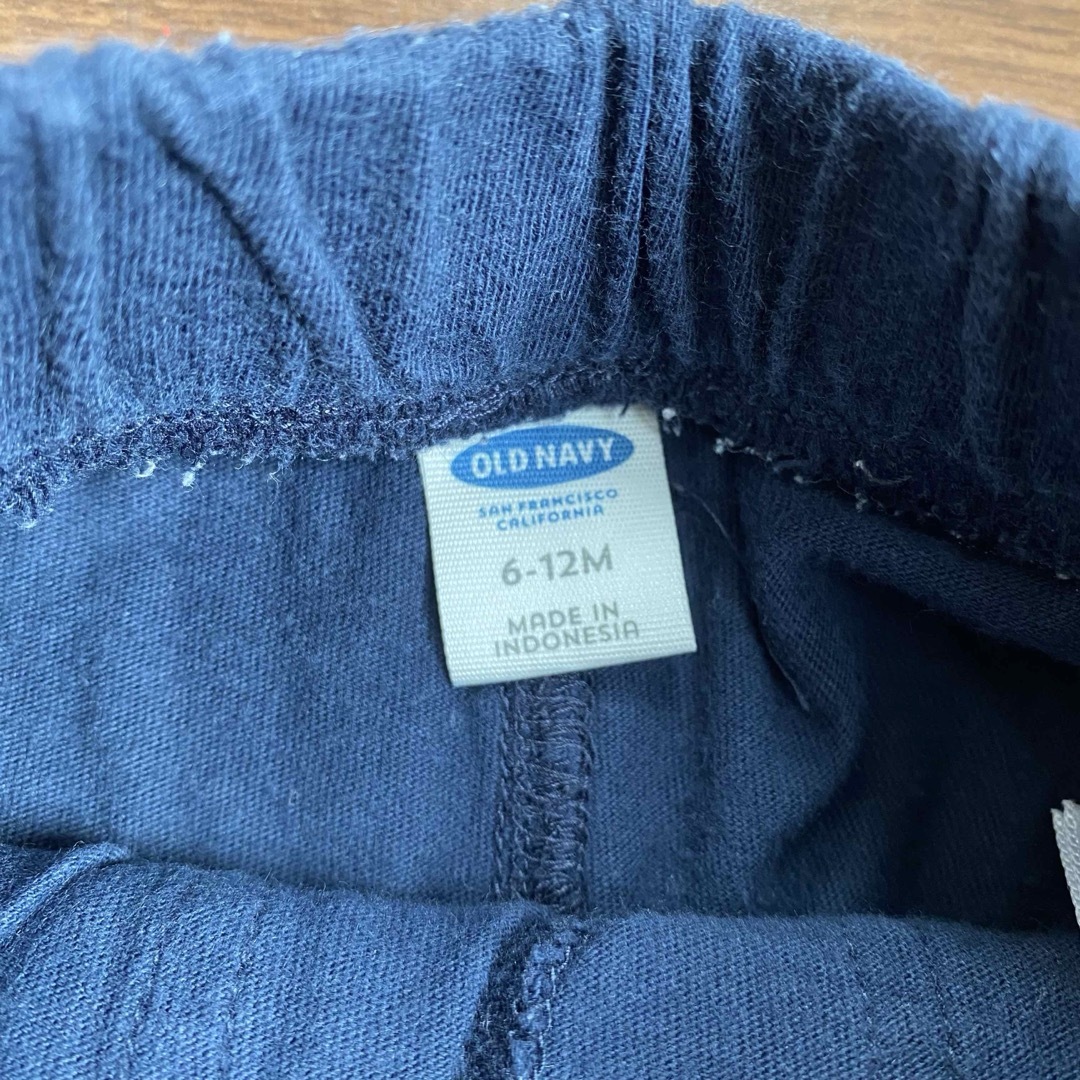 OLD NAVY
SAN FRANCISCO
CALIFORNIA
6-12M
MADE IN
INDONESIA